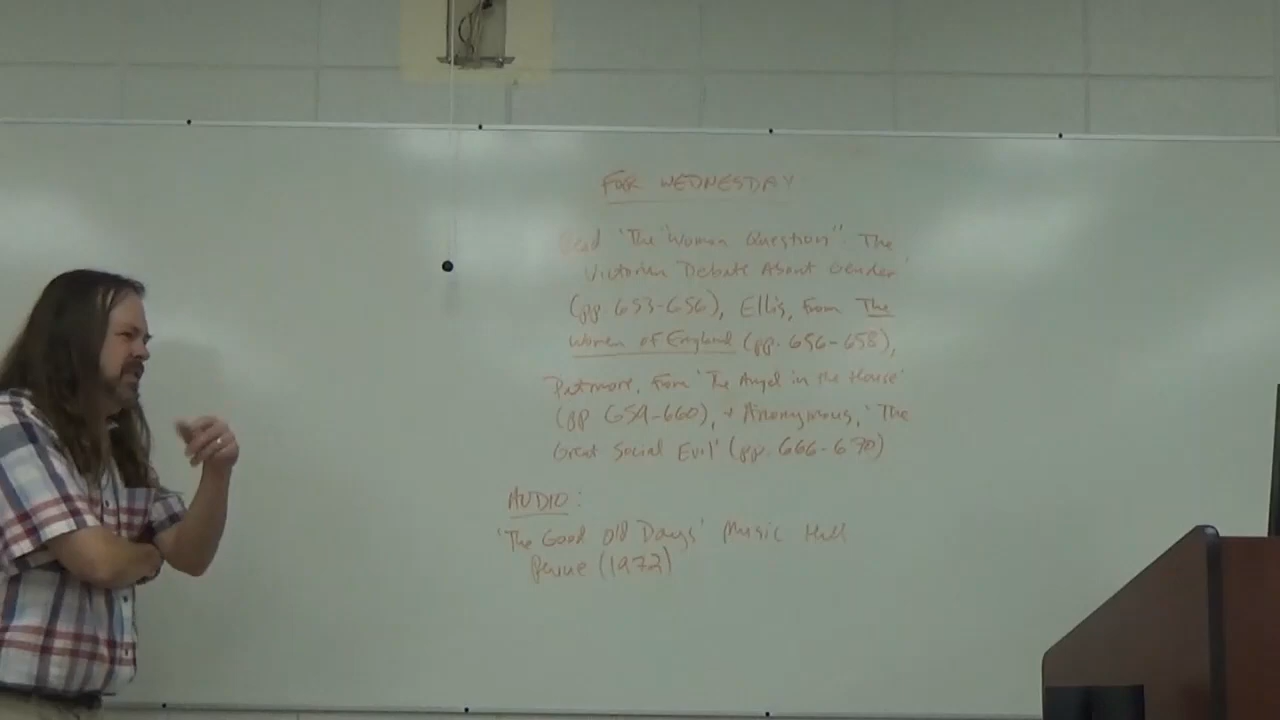 FOR WEDNESDAY
Read 'The "Woman Question": The
Victorian Debate About Gender'
(pp. 653-656), Ellis, from The
Women of England (pp. 656-658),
Patmore, from 'The Angel in the House'
(pp 659-660), + Anonymous, 'The
Great Social Evil' (pp. 666-670)
AUDIO:
'The Good Old Days' Music Hall
Revue (1972)